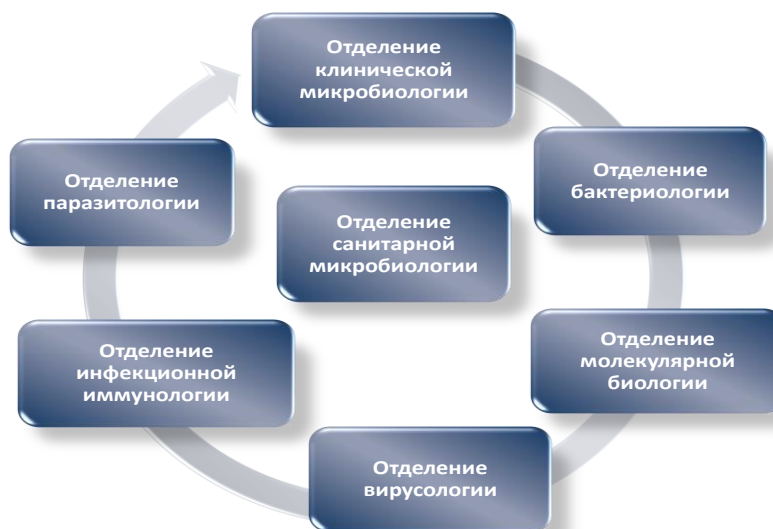 Отделение
клинической
микробиологии
Отделение
бактериологии
Отделение
паразитологии
Отделение
санитарной
микробиологии
Отделение
молекулярной
биологии
Отделение
инфекционной
иммунологии
Отделение
вирусологии